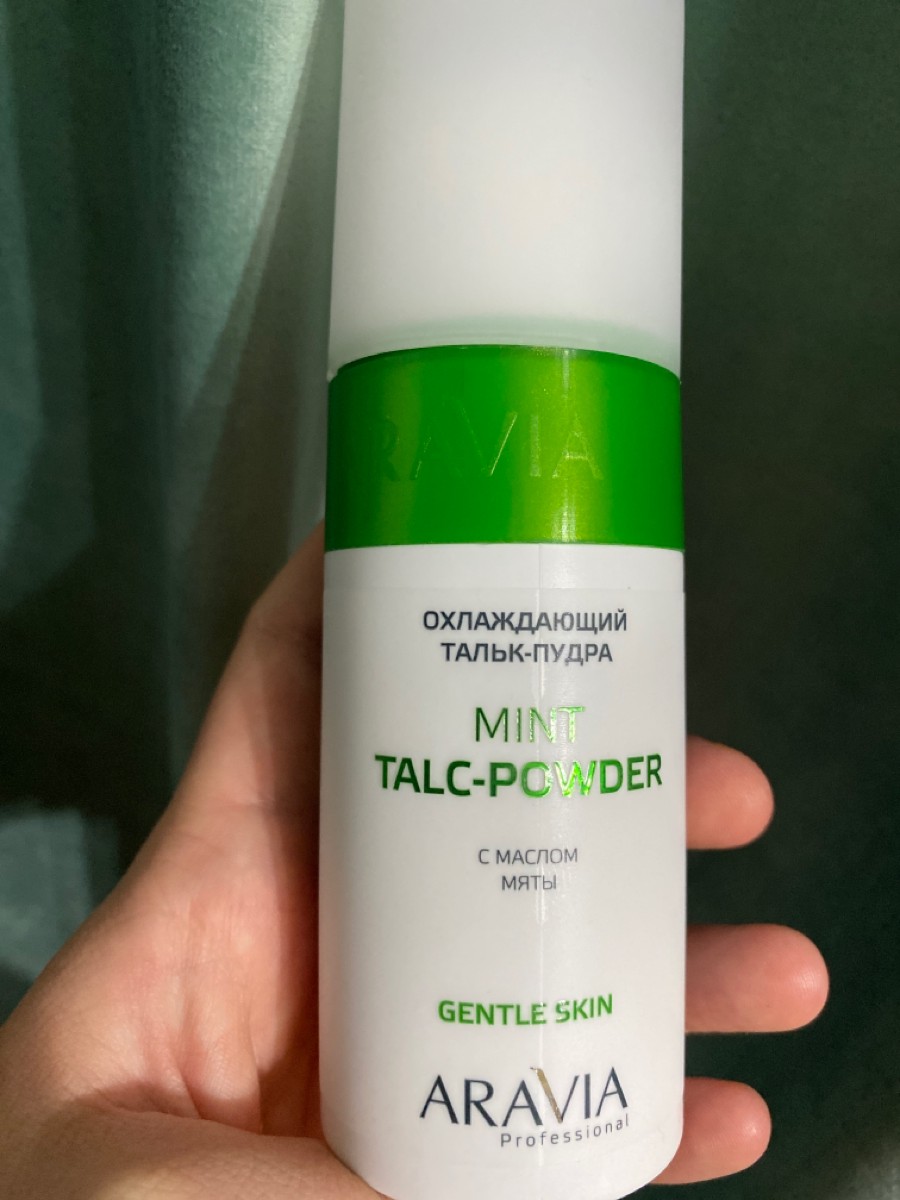 ARAVIA
ОХЛАЖДАЮЩИЙ
ТАЛЬК-ПУДРА
MINT
TALC-POWDER
С МАСЛОМ
МЯТЫ
GENTLE SKIN
ARAVIA
Professional